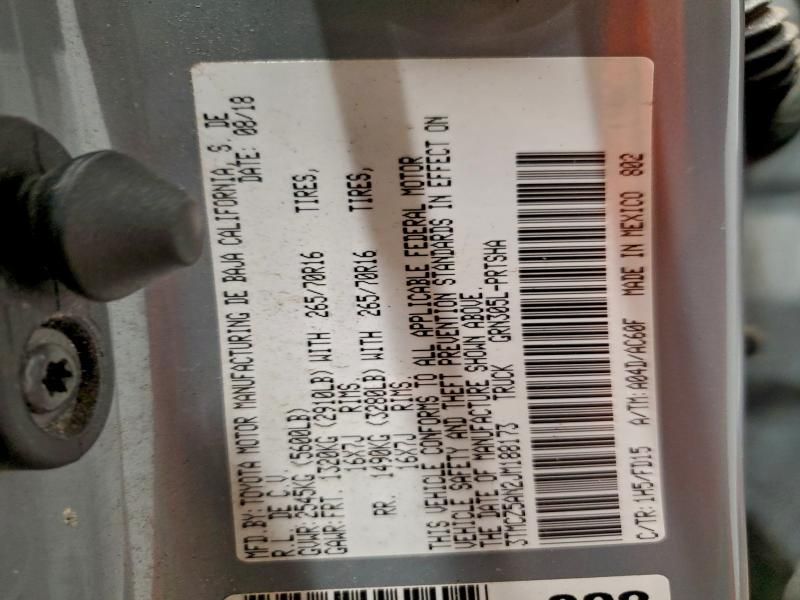 MFD.BY: TOYOTA MOTOR MANUFACTURING DE BAJA CALIFORNIA, S. DE
R.L. DE C.V. DATE: 08/18
GVWR: 2545KG (5600LB)
GAWR: FRT. 1320KG (2910LB) WITH 265/70R16 TIRES,
16X7J RIMS.
RR. 1490KG (3280LB) WITH 265/70R16 TIRES,
16X7J RIMS.
THIS VEHICLE CONFORMS TO ALL APPLICABLE FEDERAL MOTOR
VEHICLE SAFETY AND THEFT PREVENTION STANDARDS IN EFFECT ON
THE DATE OF MANUFACTURE SHOWN ABOVE.
3TMCZ5AN2JM188173 TRUCK GRN305L-PRTSHA
C/TR: 1H5/FD15 A/TM: A04D/AC60F MADE IN MEXICO 802